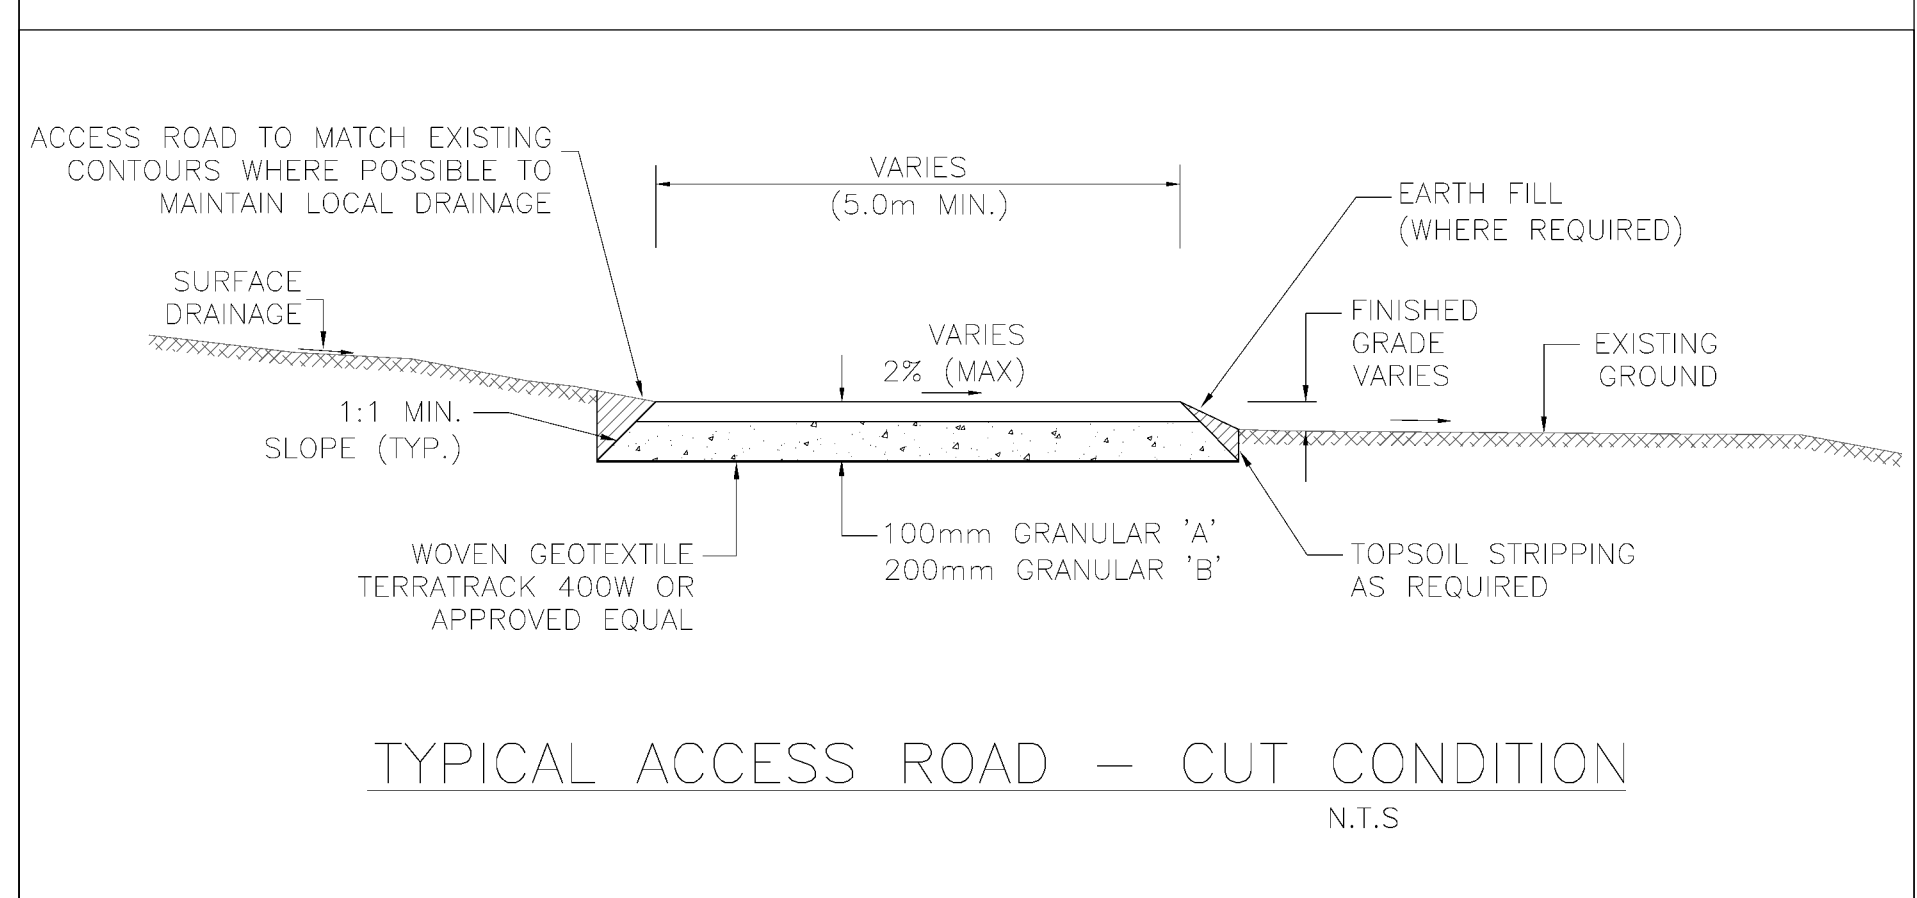 ACCESS ROAD TO MATCH EXISTING
CONTOURS WHERE POSSIBLE TO
MAINTAIN LOCAL DRAINAGE
VARIES
(5.0m MIN.)
EARTH FILL
(WHERE REQUIRED)
SURFACE
DRAINAGE
VARIES
2% (MAX)
FINISHED
GRADE
VARIES
EXISTING
GROUND
1:1 MIN.
SLOPE (TYP.)
WOVEN GEOTEXTILE
TERRATRACK 400W OR
APPROVED EQUAL
100mm GRANULAR 'A'
200mm GRANULAR 'B'
TOPSOIL STRIPPING
AS REQUIRED
TYPICAL ACCESS ROAD – CUT CONDITION
N.T.S